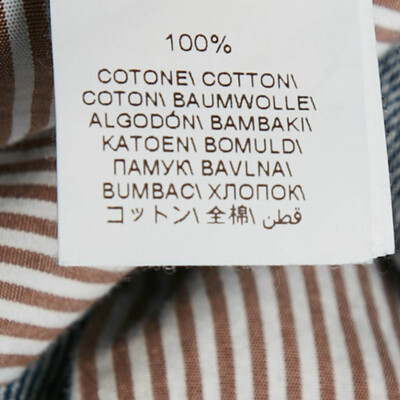 100%
COTONE\ COTTON\
COTON\ BAUMWOLLE\
ALGODÓN\ BAMBAKI\
KATOEN\ BOMULD\
ПАМУК\ BAVLNA\
BUMBAC\ ХЛОПОК\
コットン\ 全棉\ قطن